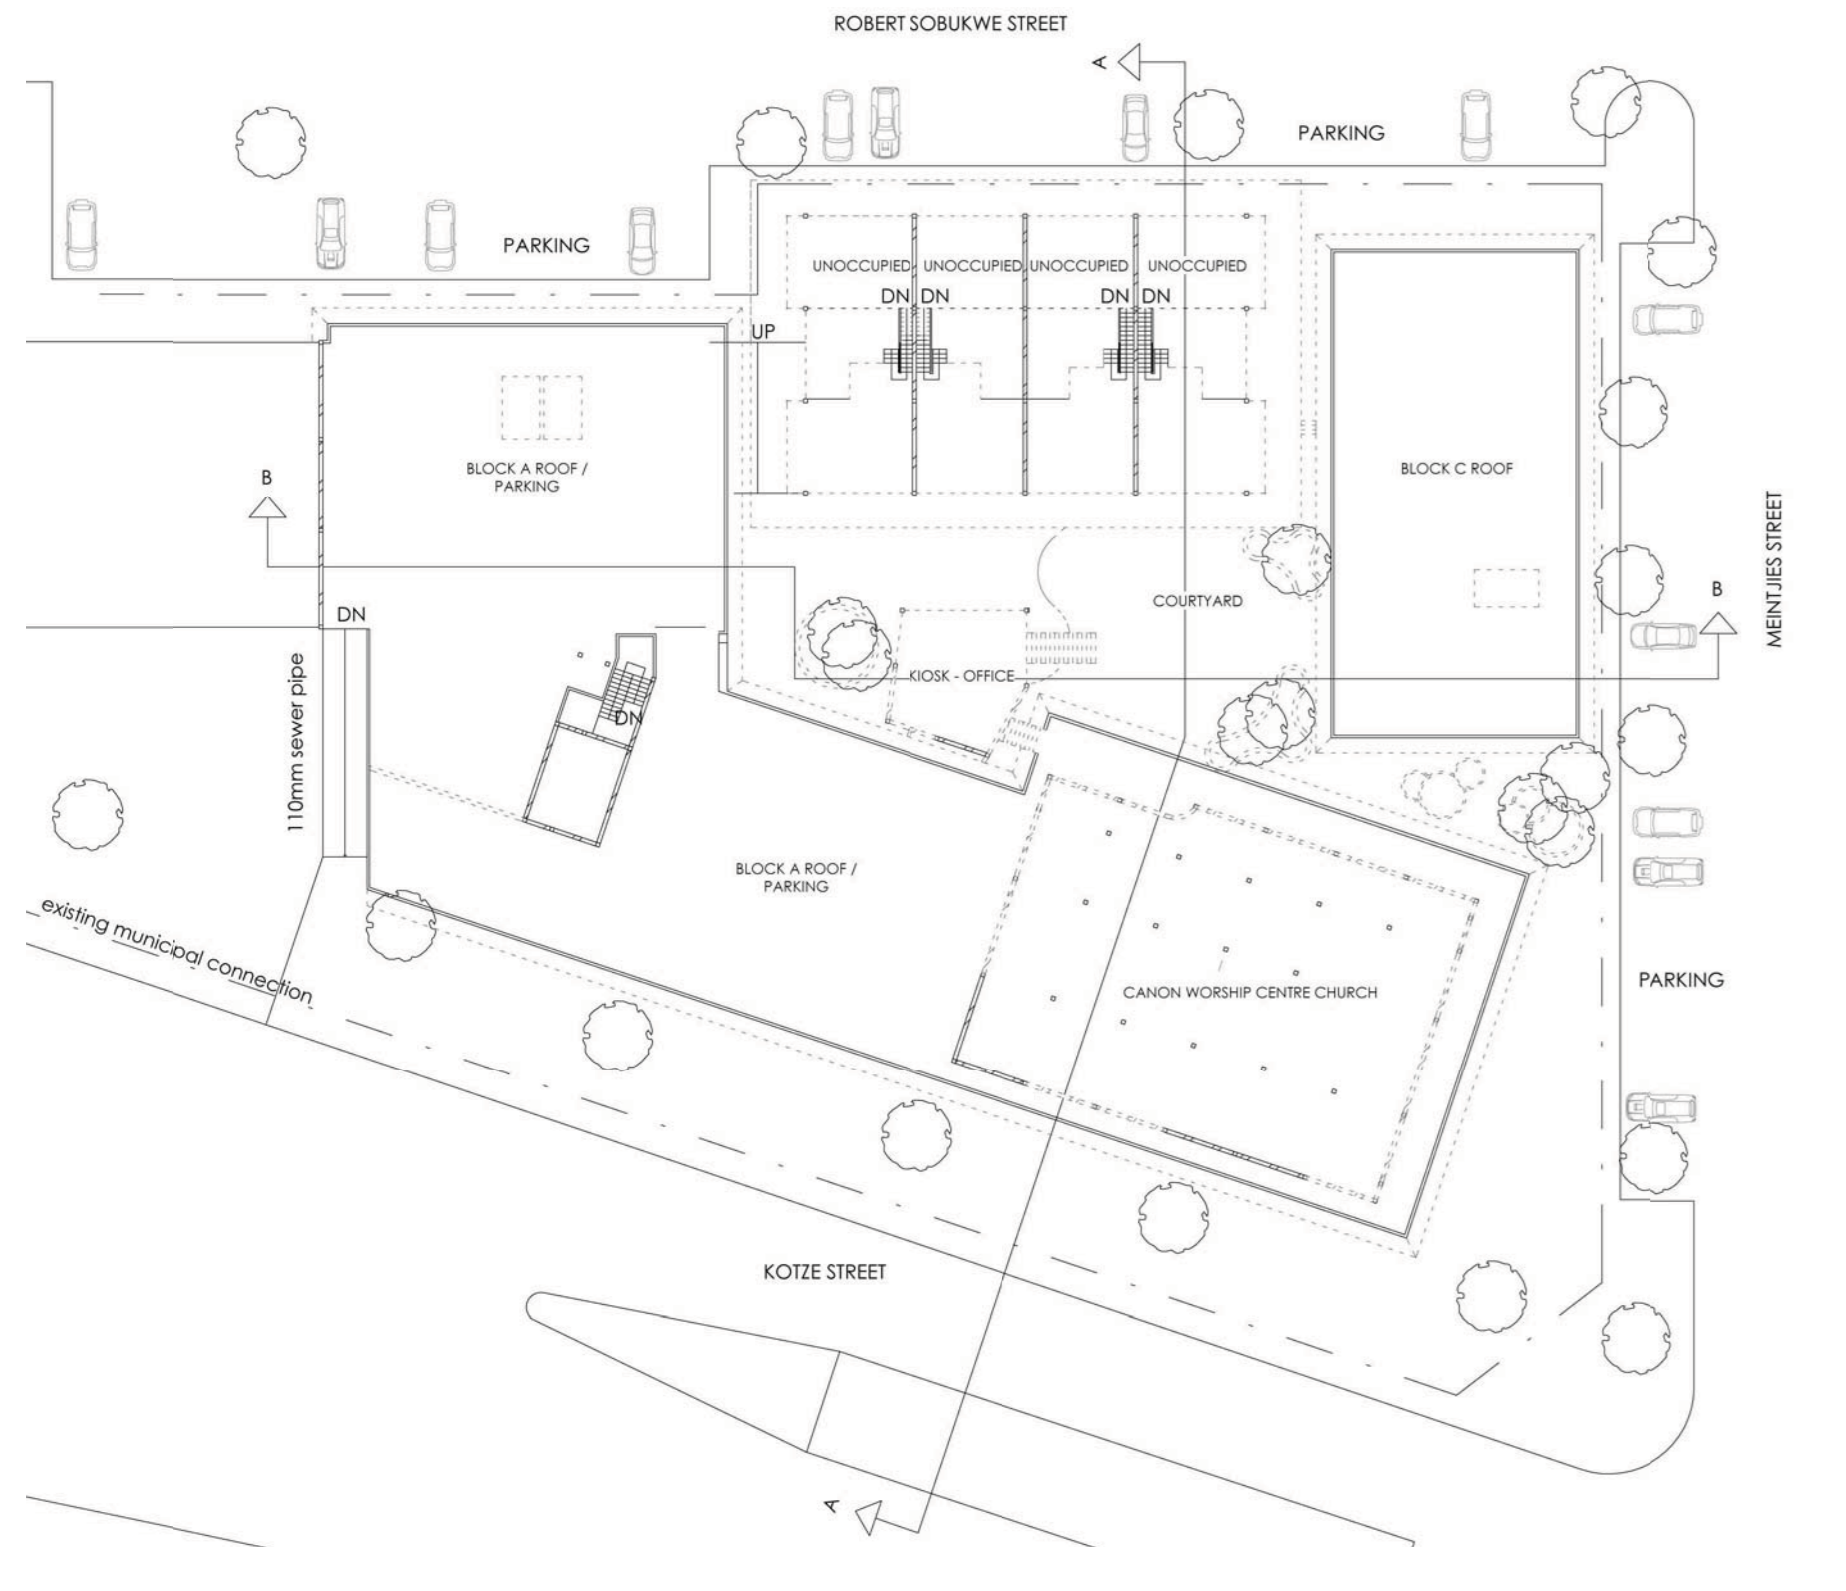 ROBERT SOBUKWE STREET
A
PARKING
PARKING
UNOCCUPIED
UNOCCUPIED
UNOCCUPIED
UNOCCUPIED
DN
DN
DN
DN
UP
BLOCK A ROOF /
PARKING
BLOCK C ROOF
B
MEINTJIES STREET
B
COURTYARD
DN
KIOSK - OFFICE
110mm sewer pipe
DN
BLOCK A ROOF /
PARKING
existing municipal connection
PARKING
CANON WORSHIP CENTRE CHURCH
KOTZE STREET
A